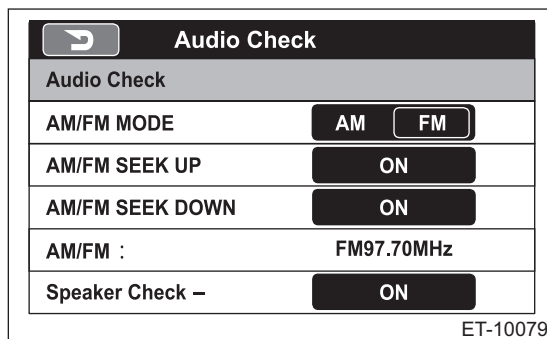 Audio Check
Audio Check
AM/FM MODE AM FM
AM/FM SEEK UP ON
AM/FM SEEK DOWN ON
AM/FM : FM97.70MHz
Speaker Check – ON
ET-10079